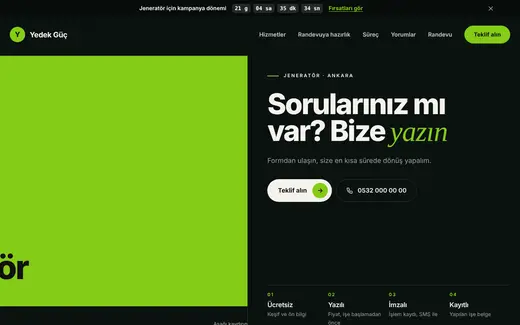 Jeneratör için kampanya dönemi 21 g 04 sa 35 dk 34 sn Fırsatları gör
Y Yedek Güç
Hizmetler Randevuya hazırlık Süreç Yorumlar Randevu Teklif alın
JENERATÖR · ANKARA
Sorularınız mı
var? Bize yazın
Formdan ulaşın, size en kısa sürede dönüş yapalım.
Teklif alın
0532 000 00 00
ör
01 02 03 04
Ücretsiz Yazılı İmzalı Kayıtlı
Keşif ve ön bilgi Fiyat, işe başlamadan önce İşlem kaydı, SMS ile Yapılan işe belge